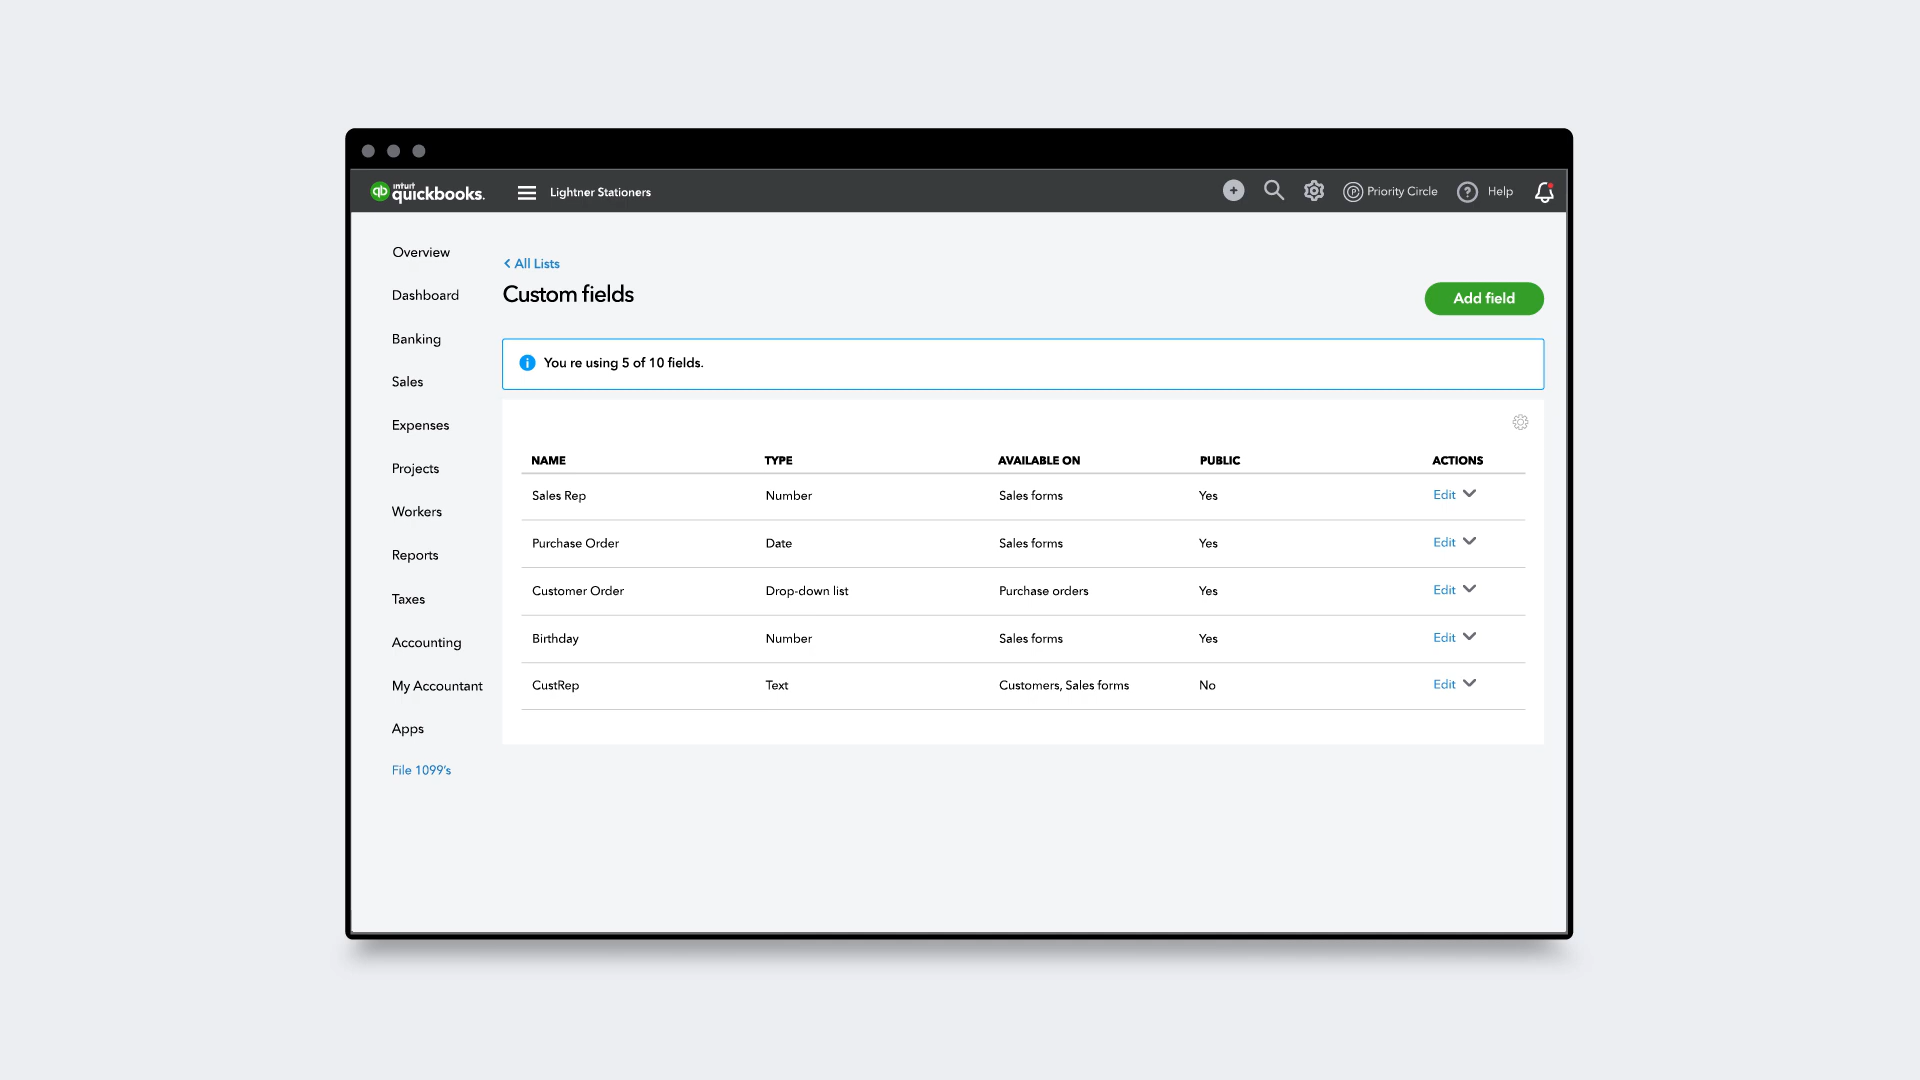 qb intuit quickbooks. Lightner Stationers + P Priority Circle ? Help
Overview
Dashboard
Banking
Sales
Expenses
Projects
Workers
Reports
Taxes
Accounting
My Accountant
Apps
File 1099's
All Lists
Custom fields
Add field
i You re using 5 of 10 fields.
NAME TYPE AVAILABLE ON PUBLIC ACTIONS
Sales Rep Number Sales forms Yes Edit
Purchase Order Date Sales forms Yes Edit
Customer Order Drop-down list Purchase orders Yes Edit
Birthday Number Sales forms Yes Edit
CustRep Text Customers, Sales forms No Edit